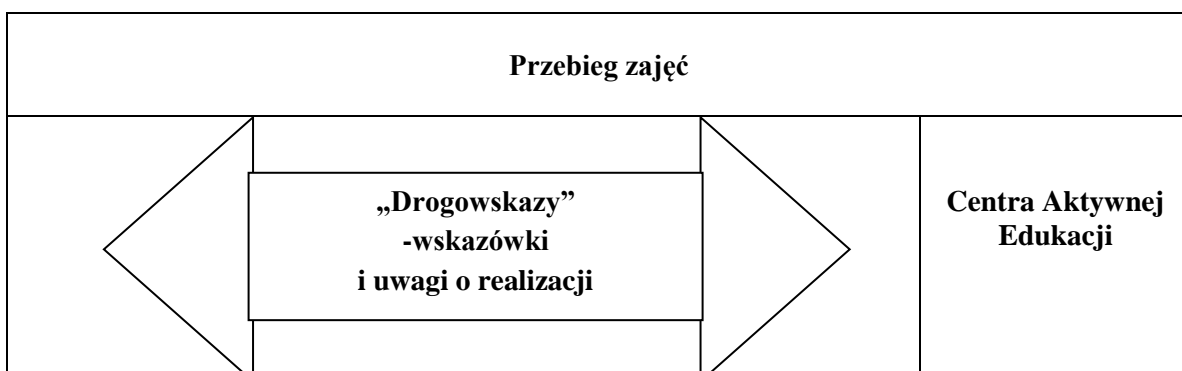 Przebieg zajęć
„Drogowskazy”
-wskazówki
i uwagi o realizacji
Centra Aktywnej
Edukacji